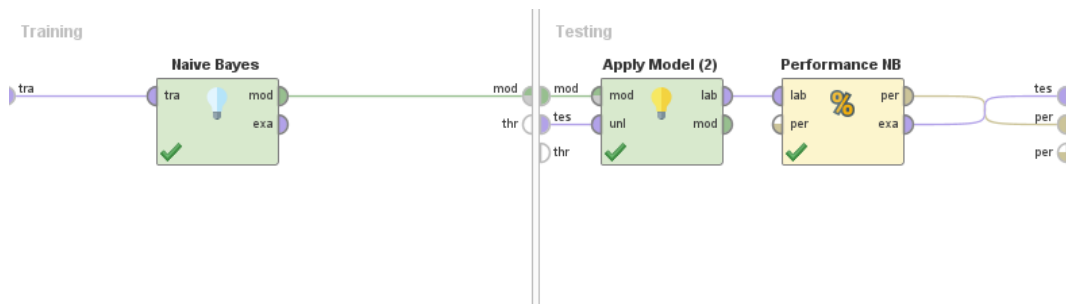 Training
Testing
Naive Bayes
Apply Model (2)
Performance NB
tra
tra
mod
mod
mod
mod
lab
lab
per
tes
exa
thr
tes
unl
mod
per
exa
per
thr
per
%